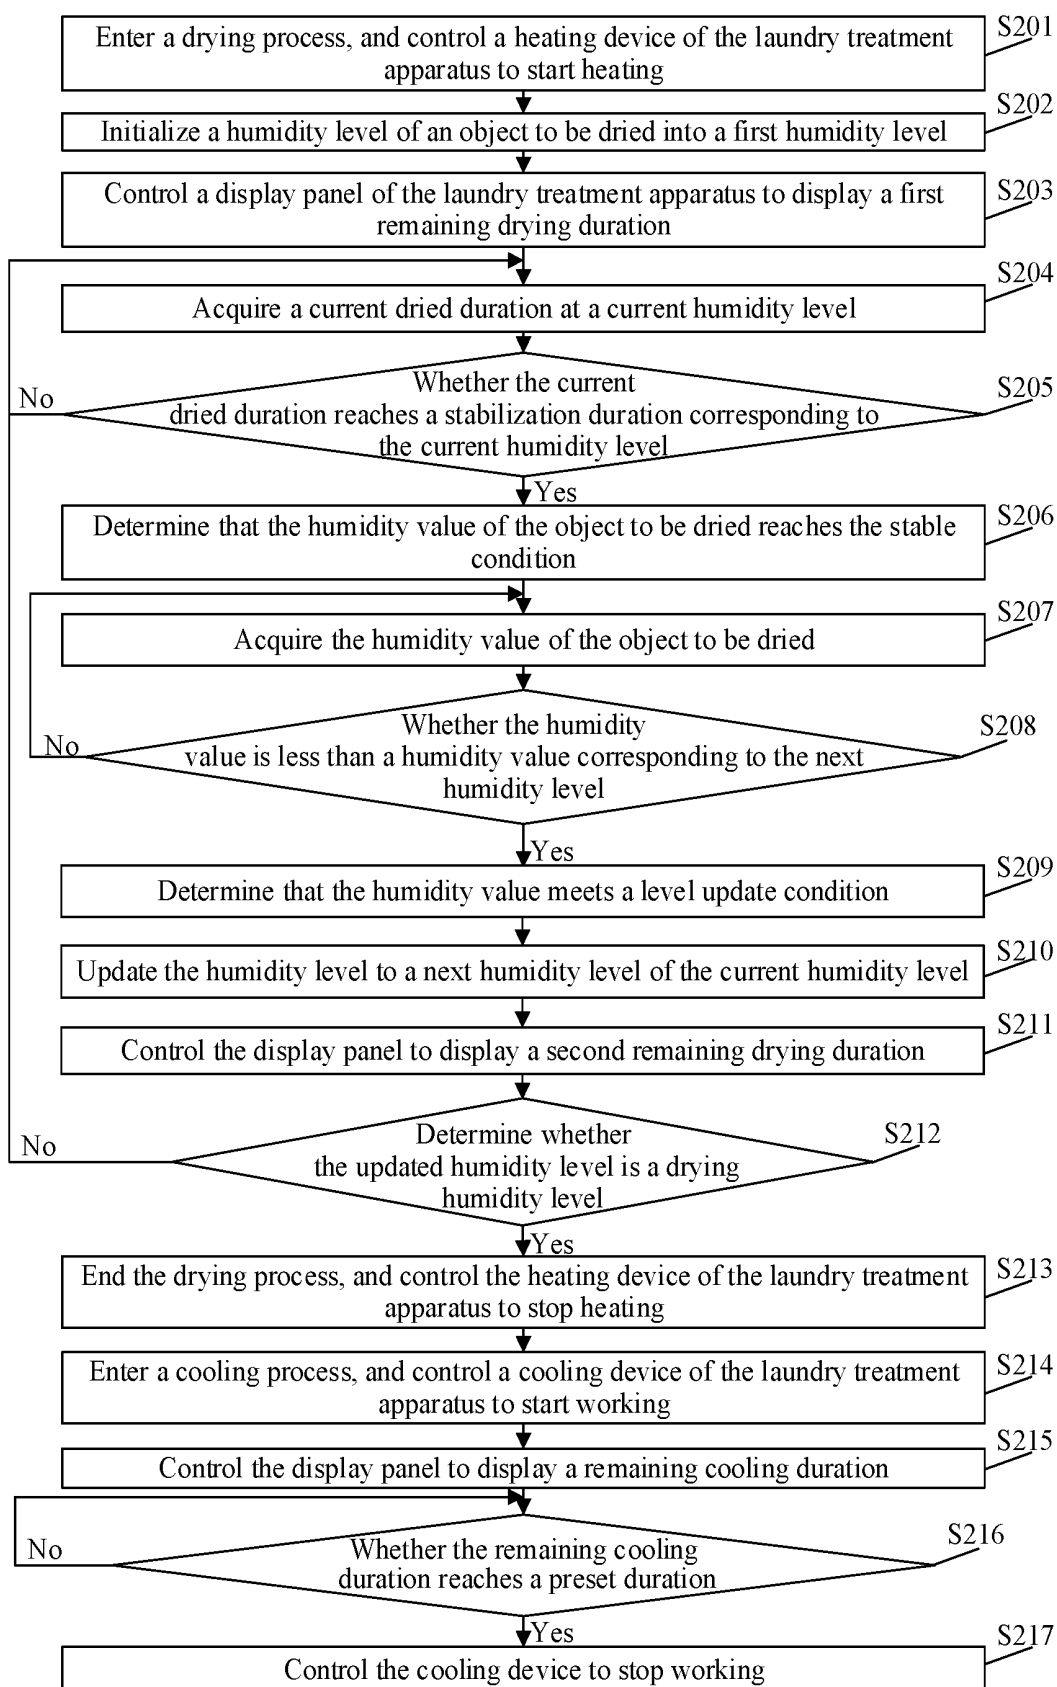 S201
Enter a drying process, and control a heating device of the laundry treatment
apparatus to start heating
S202
Initialize a humidity level of an object to be dried into a first humidity level
S203
Control a display panel of the laundry treatment apparatus to display a first
remaining drying duration
S204
Acquire a current dried duration at a current humidity level
S205
Whether the current
dried duration reaches a stabilization duration corresponding to
the current humidity level
No
Yes
S206
Determine that the humidity value of the object to be dried reaches the stable
condition
S207
Acquire the humidity value of the object to be dried
S208
Whether the humidity
value is less than a humidity value corresponding to the next
humidity level
No
Yes
S209
Determine that the humidity value meets a level update condition
S210
Update the humidity level to a next humidity level of the current humidity level
S211
Control the display panel to display a second remaining drying duration
S212
Determine whether
the updated humidity level is a drying
humidity level
No
Yes
S213
End the drying process, and control the heating device of the laundry treatment
apparatus to stop heating
S214
Enter a cooling process, and control a cooling device of the laundry treatment
apparatus to start working
S215
Control the display panel to display a remaining cooling duration
S216
Whether the remaining cooling
duration reaches a preset duration
No
Yes
S217
Control the cooling device to stop working